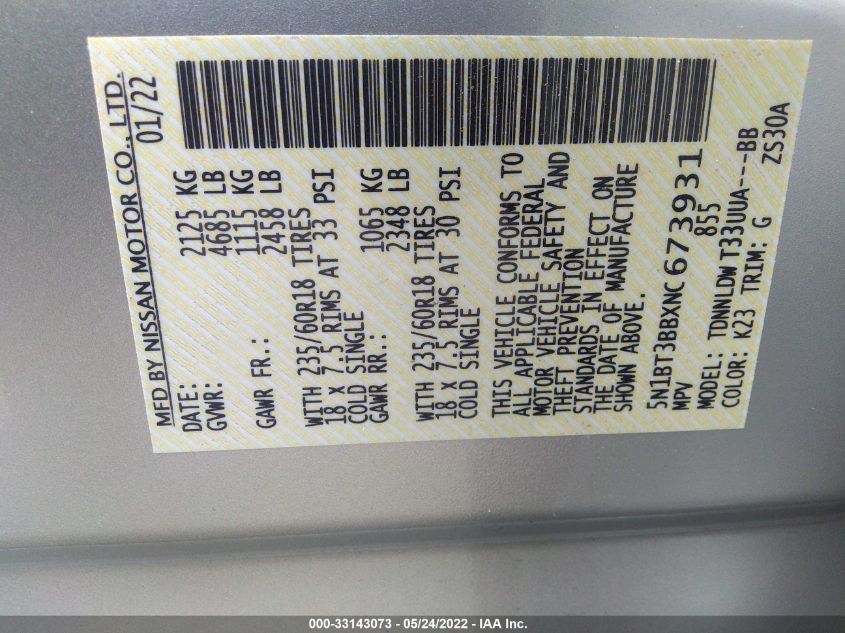 MFD BY NISSAN MOTOR CO., LTD.
DATE: 01/22
GVWR: 2125 KG
4685 LB
GAWR FR.: 1115 KG
2458 LB
WITH 235/60R18 TIRES
18 X 7.5 RIMS AT 33 PSI
COLD SINGLE
GAWR RR.: 1065 KG
2348 LB
WITH 235/60R18 TIRES
18 X 7.5 RIMS AT 30 PSI
COLD SINGLE
THIS VEHICLE CONFORMS TO
ALL APPLICABLE FEDERAL
MOTOR VEHICLE SAFETY AND
THEFT PREVENTION
STANDARDS IN EFFECT ON
THE DATE OF MANUFACTURE
SHOWN ABOVE.
5N1BT3BBXNC673931
MPV 855
MODEL: TDNNLDW T33UUA---BB
COLOR: K23 TRIM: G ZS30A
000-33143073 - 05/24/2022 - IAA Inc.